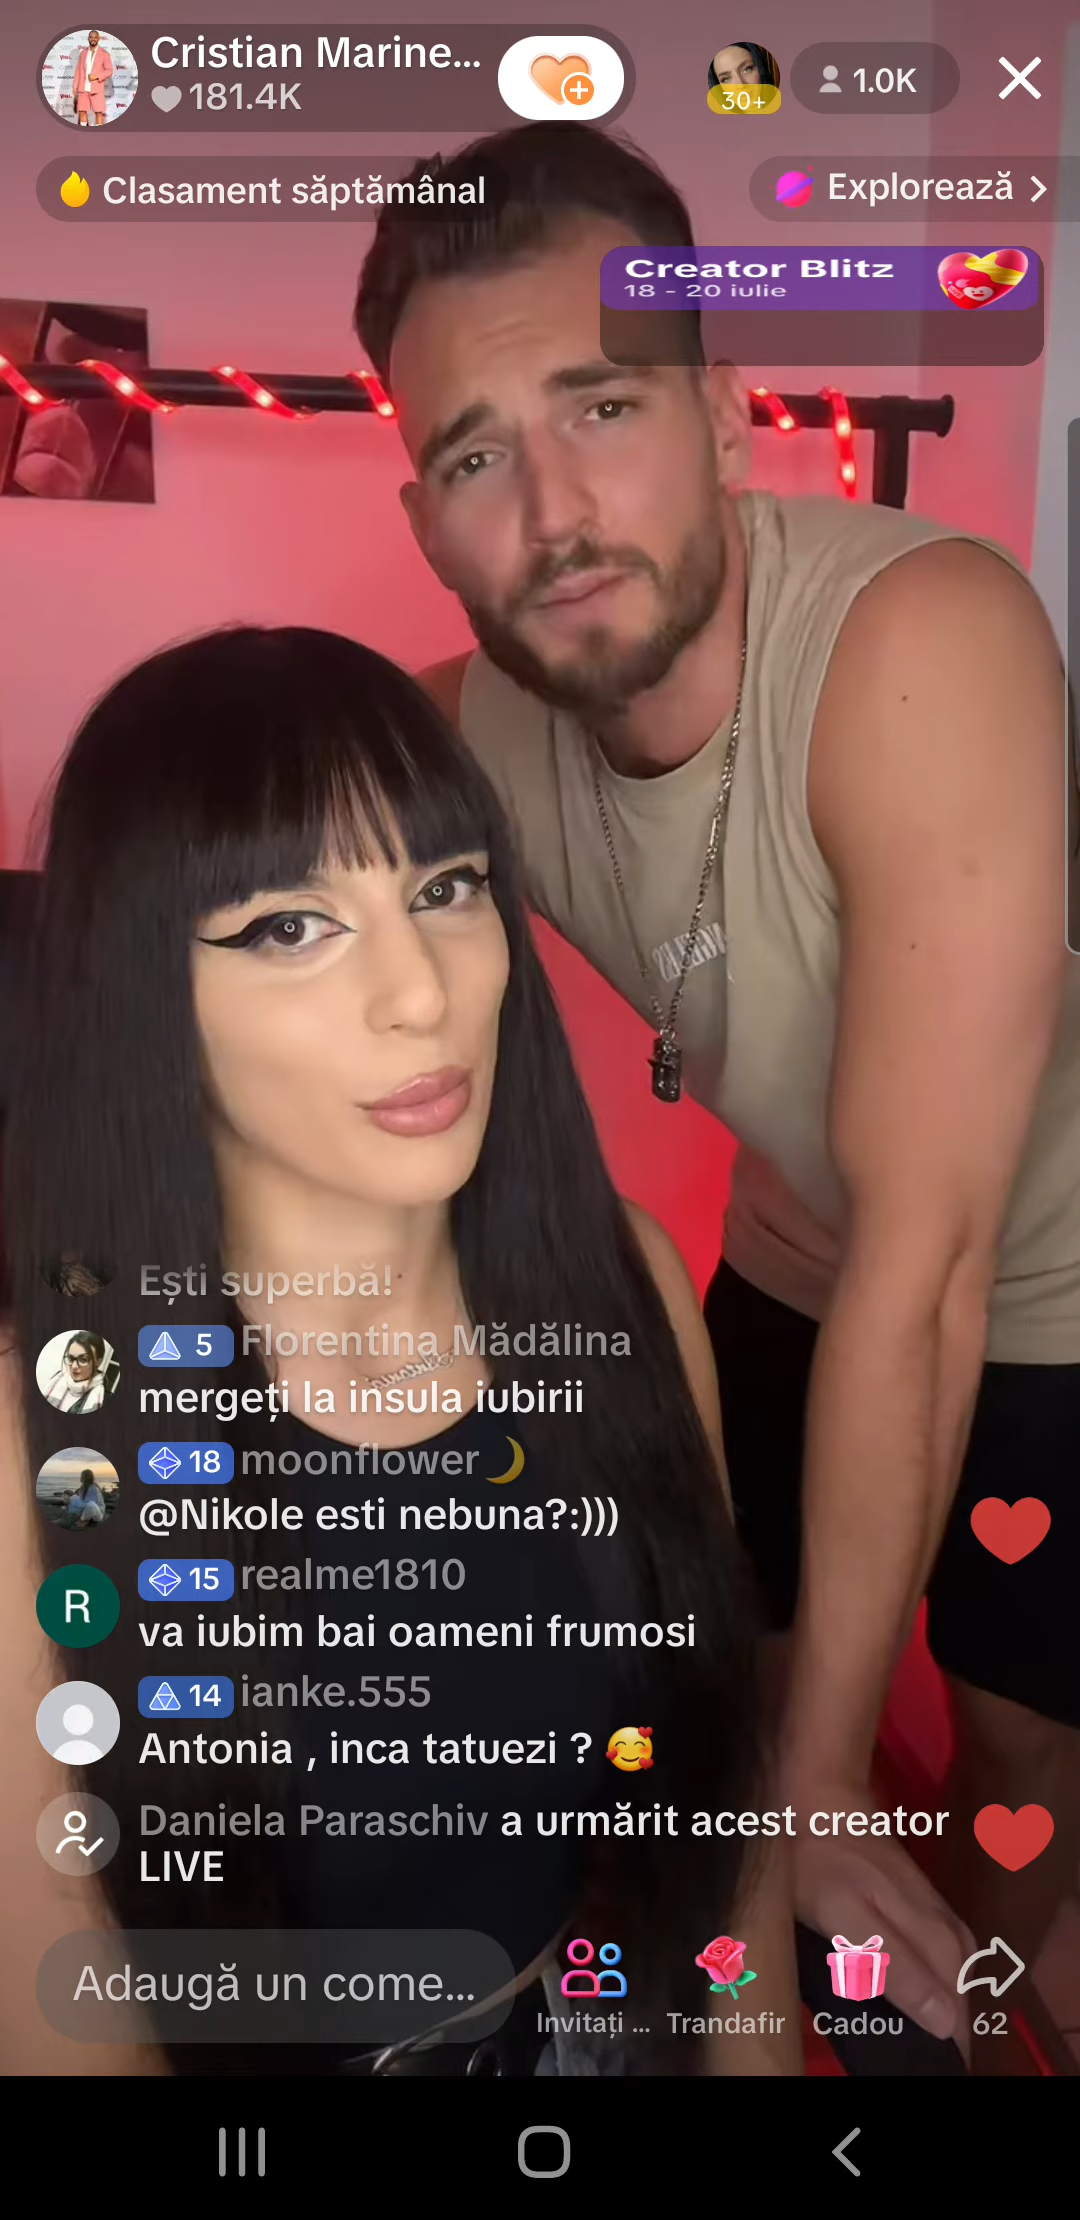 Cristian Marine...
181.4K
30+
1.0K
Clasament săptămânal
Explorează
Creator Blitz
18 - 20 iulie
Ești superbă!
5 Florentina Mădălina
mergeți la insula iubirii
18 moonflower🌙
@Nikole esti nebuna?:)))
R
15 realme1810
va iubim bai oameni frumosi
14 ianke.555
Antonia , inca tatuezi ? 🥰
Daniela Paraschiv a urmărit acest creator
LIVE
Adaugă un come...
Invitați ...
Trandafir
Cadou
62